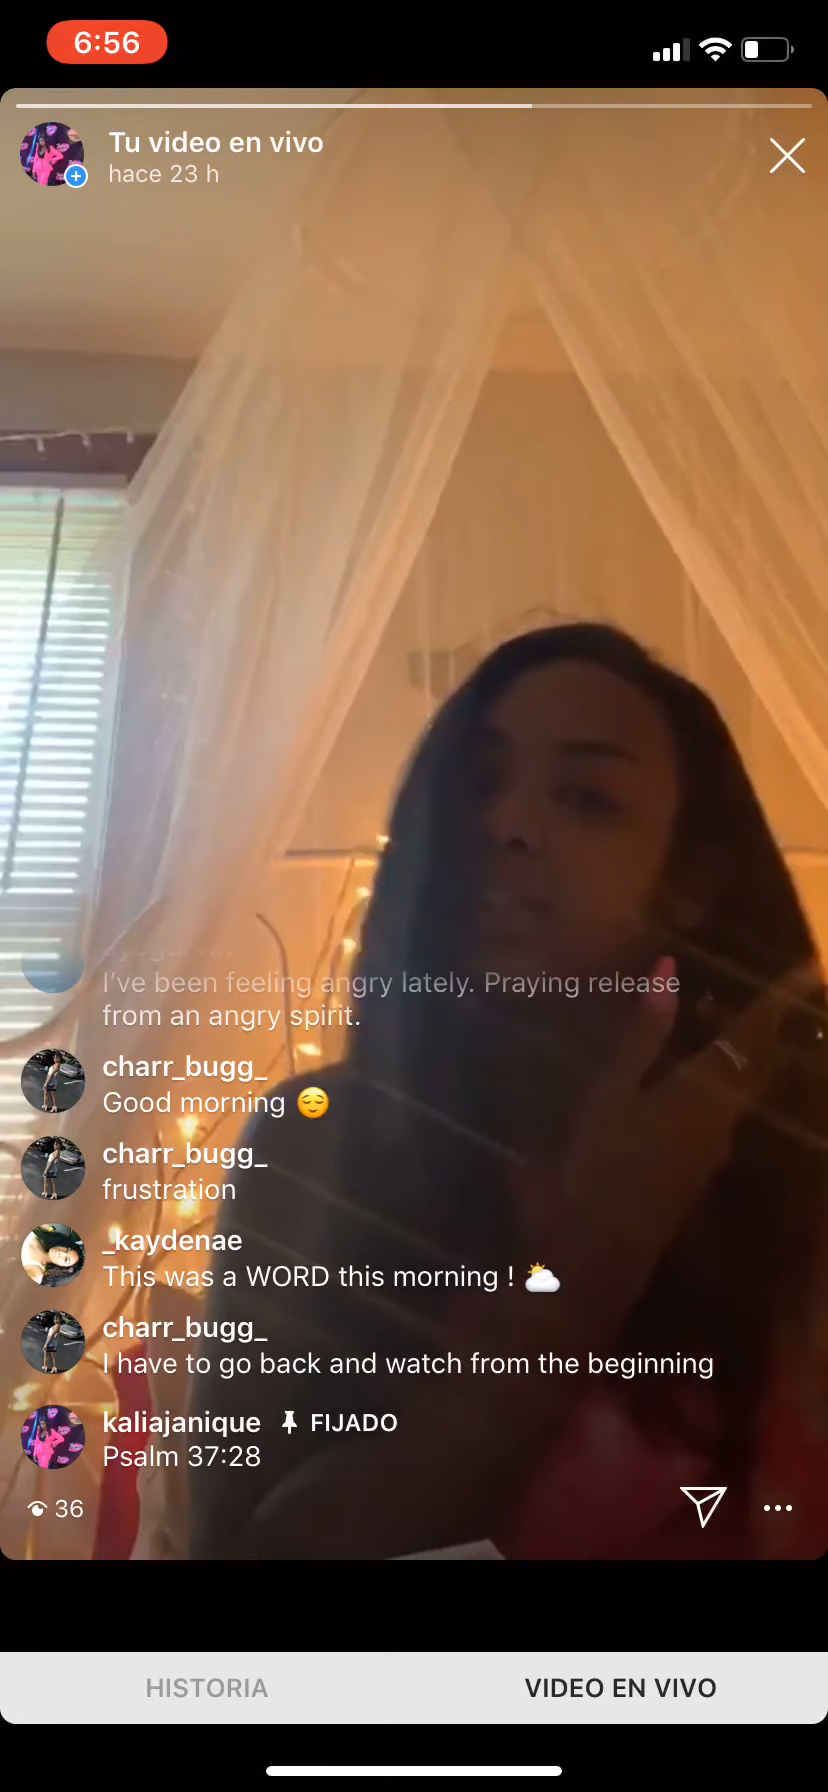 6:56
Tu video en vivo
hace 23 h
I've been feeling angry lately. Praying release
from an angry spirit.
charr_bugg_
Good morning 😌
charr_bugg_
frustration
_kaydenae
This was a WORD this morning ! 🌥️
charr_bugg_
I have to go back and watch from the beginning
kaliajanique 📌 FIJADO
Psalm 37:28
36
HISTORIA
VIDEO EN VIVO